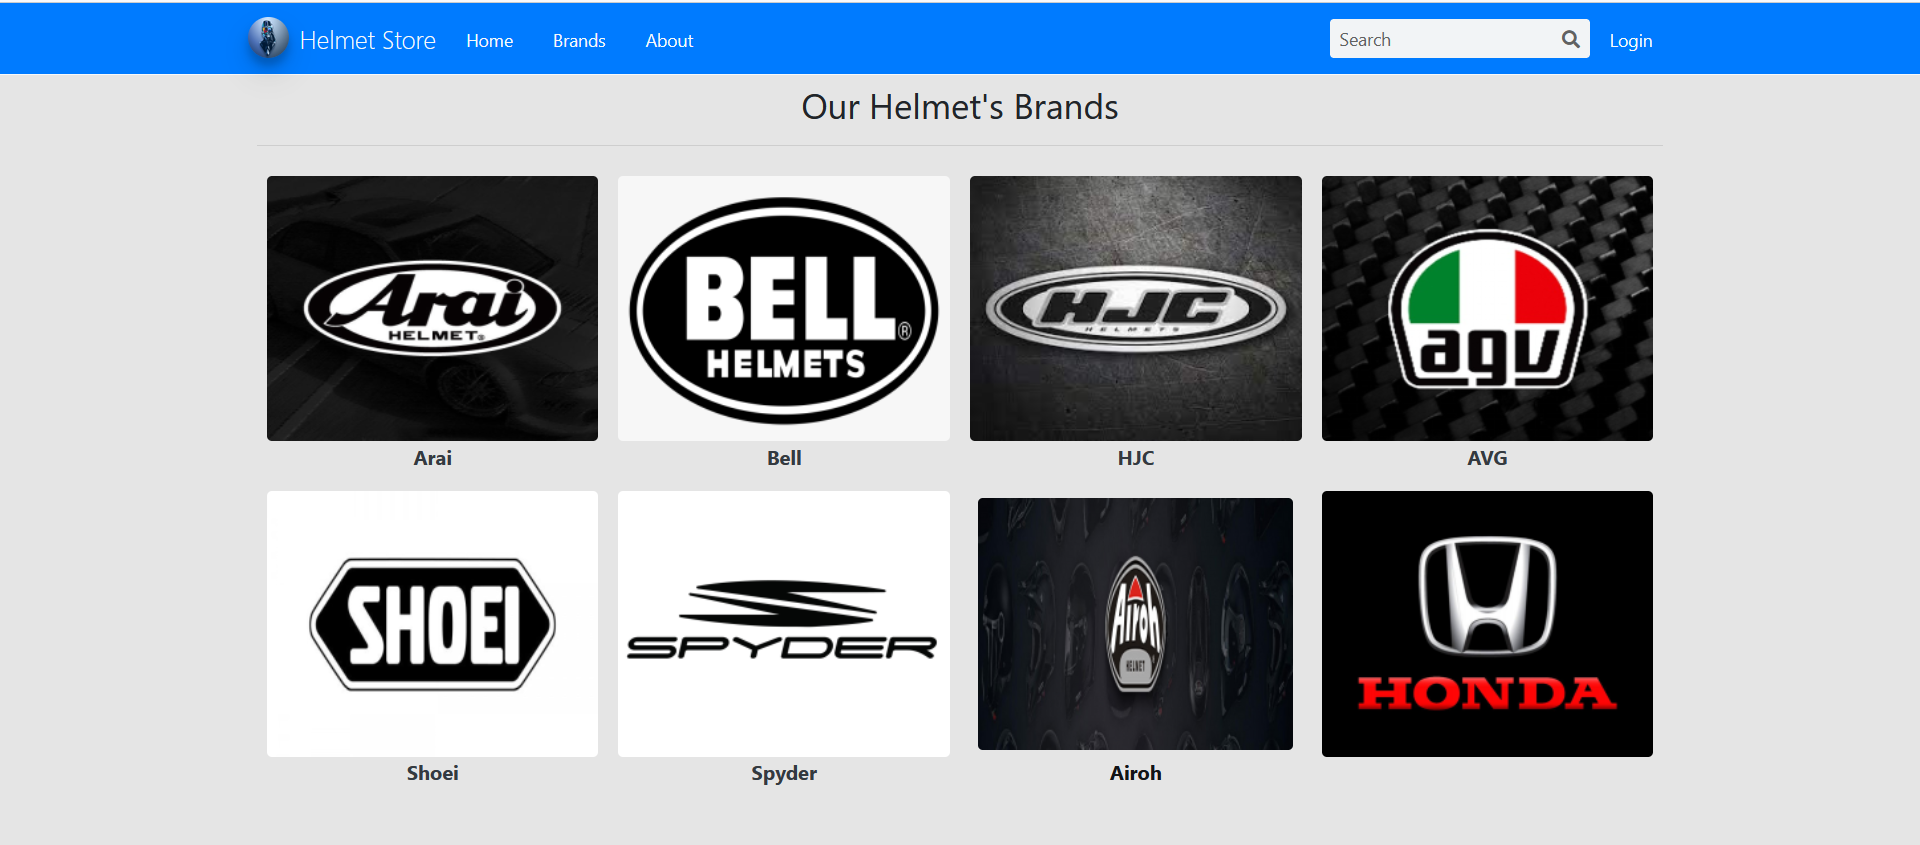 Helmet Store Home Brands About Search Login
Our Helmet's Brands
Arai
HELMET®
BELL®
HELMETS
HJC
HELMETS
agv
Arai Bell HJC AVG
SHOEI
SPYDER
Airoh
HELMET
HONDA
Shoei Spyder Airoh